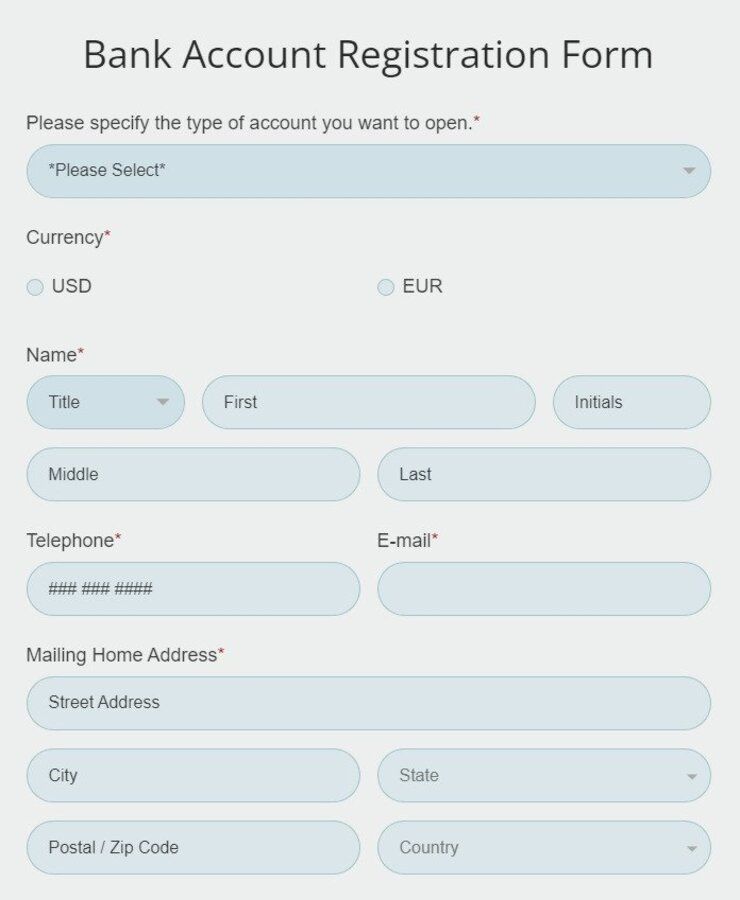 Bank Account Registration Form
Please specify the type of account you want to open.*
*Please Select*
Currency*
USD EUR
Name*
Title First Initials
Middle Last
Telephone* E-mail*
### ### ####
Mailing Home Address*
Street Address
City State
Postal / Zip Code Country